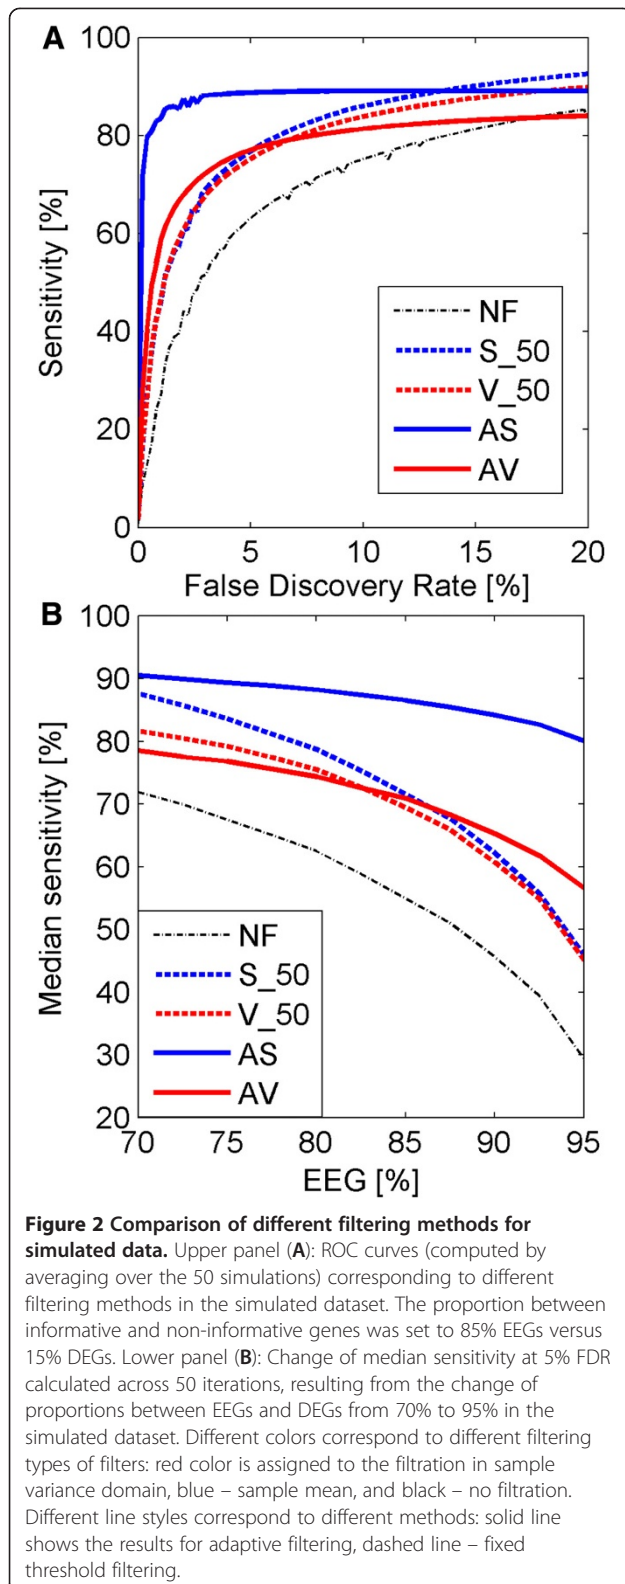 A
100
80
60
40
20
0
Sensitivity [%]
NF
S_50
V_50
AS
AV
0 5 10 15 20
False Discovery Rate [%]
B
100
90
80
70
60
50
40
30
20
Median sensitivity [%]
NF
S_50
V_50
AS
AV
70 75 80 85 90 95
EEG [%]
Figure 2 Comparison of different filtering methods for
simulated data. Upper panel (A): ROC curves (computed by
averaging over the 50 simulations) corresponding to different
filtering methods in the simulated dataset. The proportion between
informative and non-informative genes was set to 85% EEGs versus
15% DEGs. Lower panel (B): Change of median sensitivity at 5% FDR
calculated across 50 iterations, resulting from the change of
proportions between EEGs and DEGs from 70% to 95% in the
simulated dataset. Different colors correspond to different filtering
types of filters: red color is assigned to the filtration in sample
variance domain, blue – sample mean, and black – no filtration.
Different line styles correspond to different methods: solid line
shows the results for adaptive filtering, dashed line – fixed
threshold filtering.